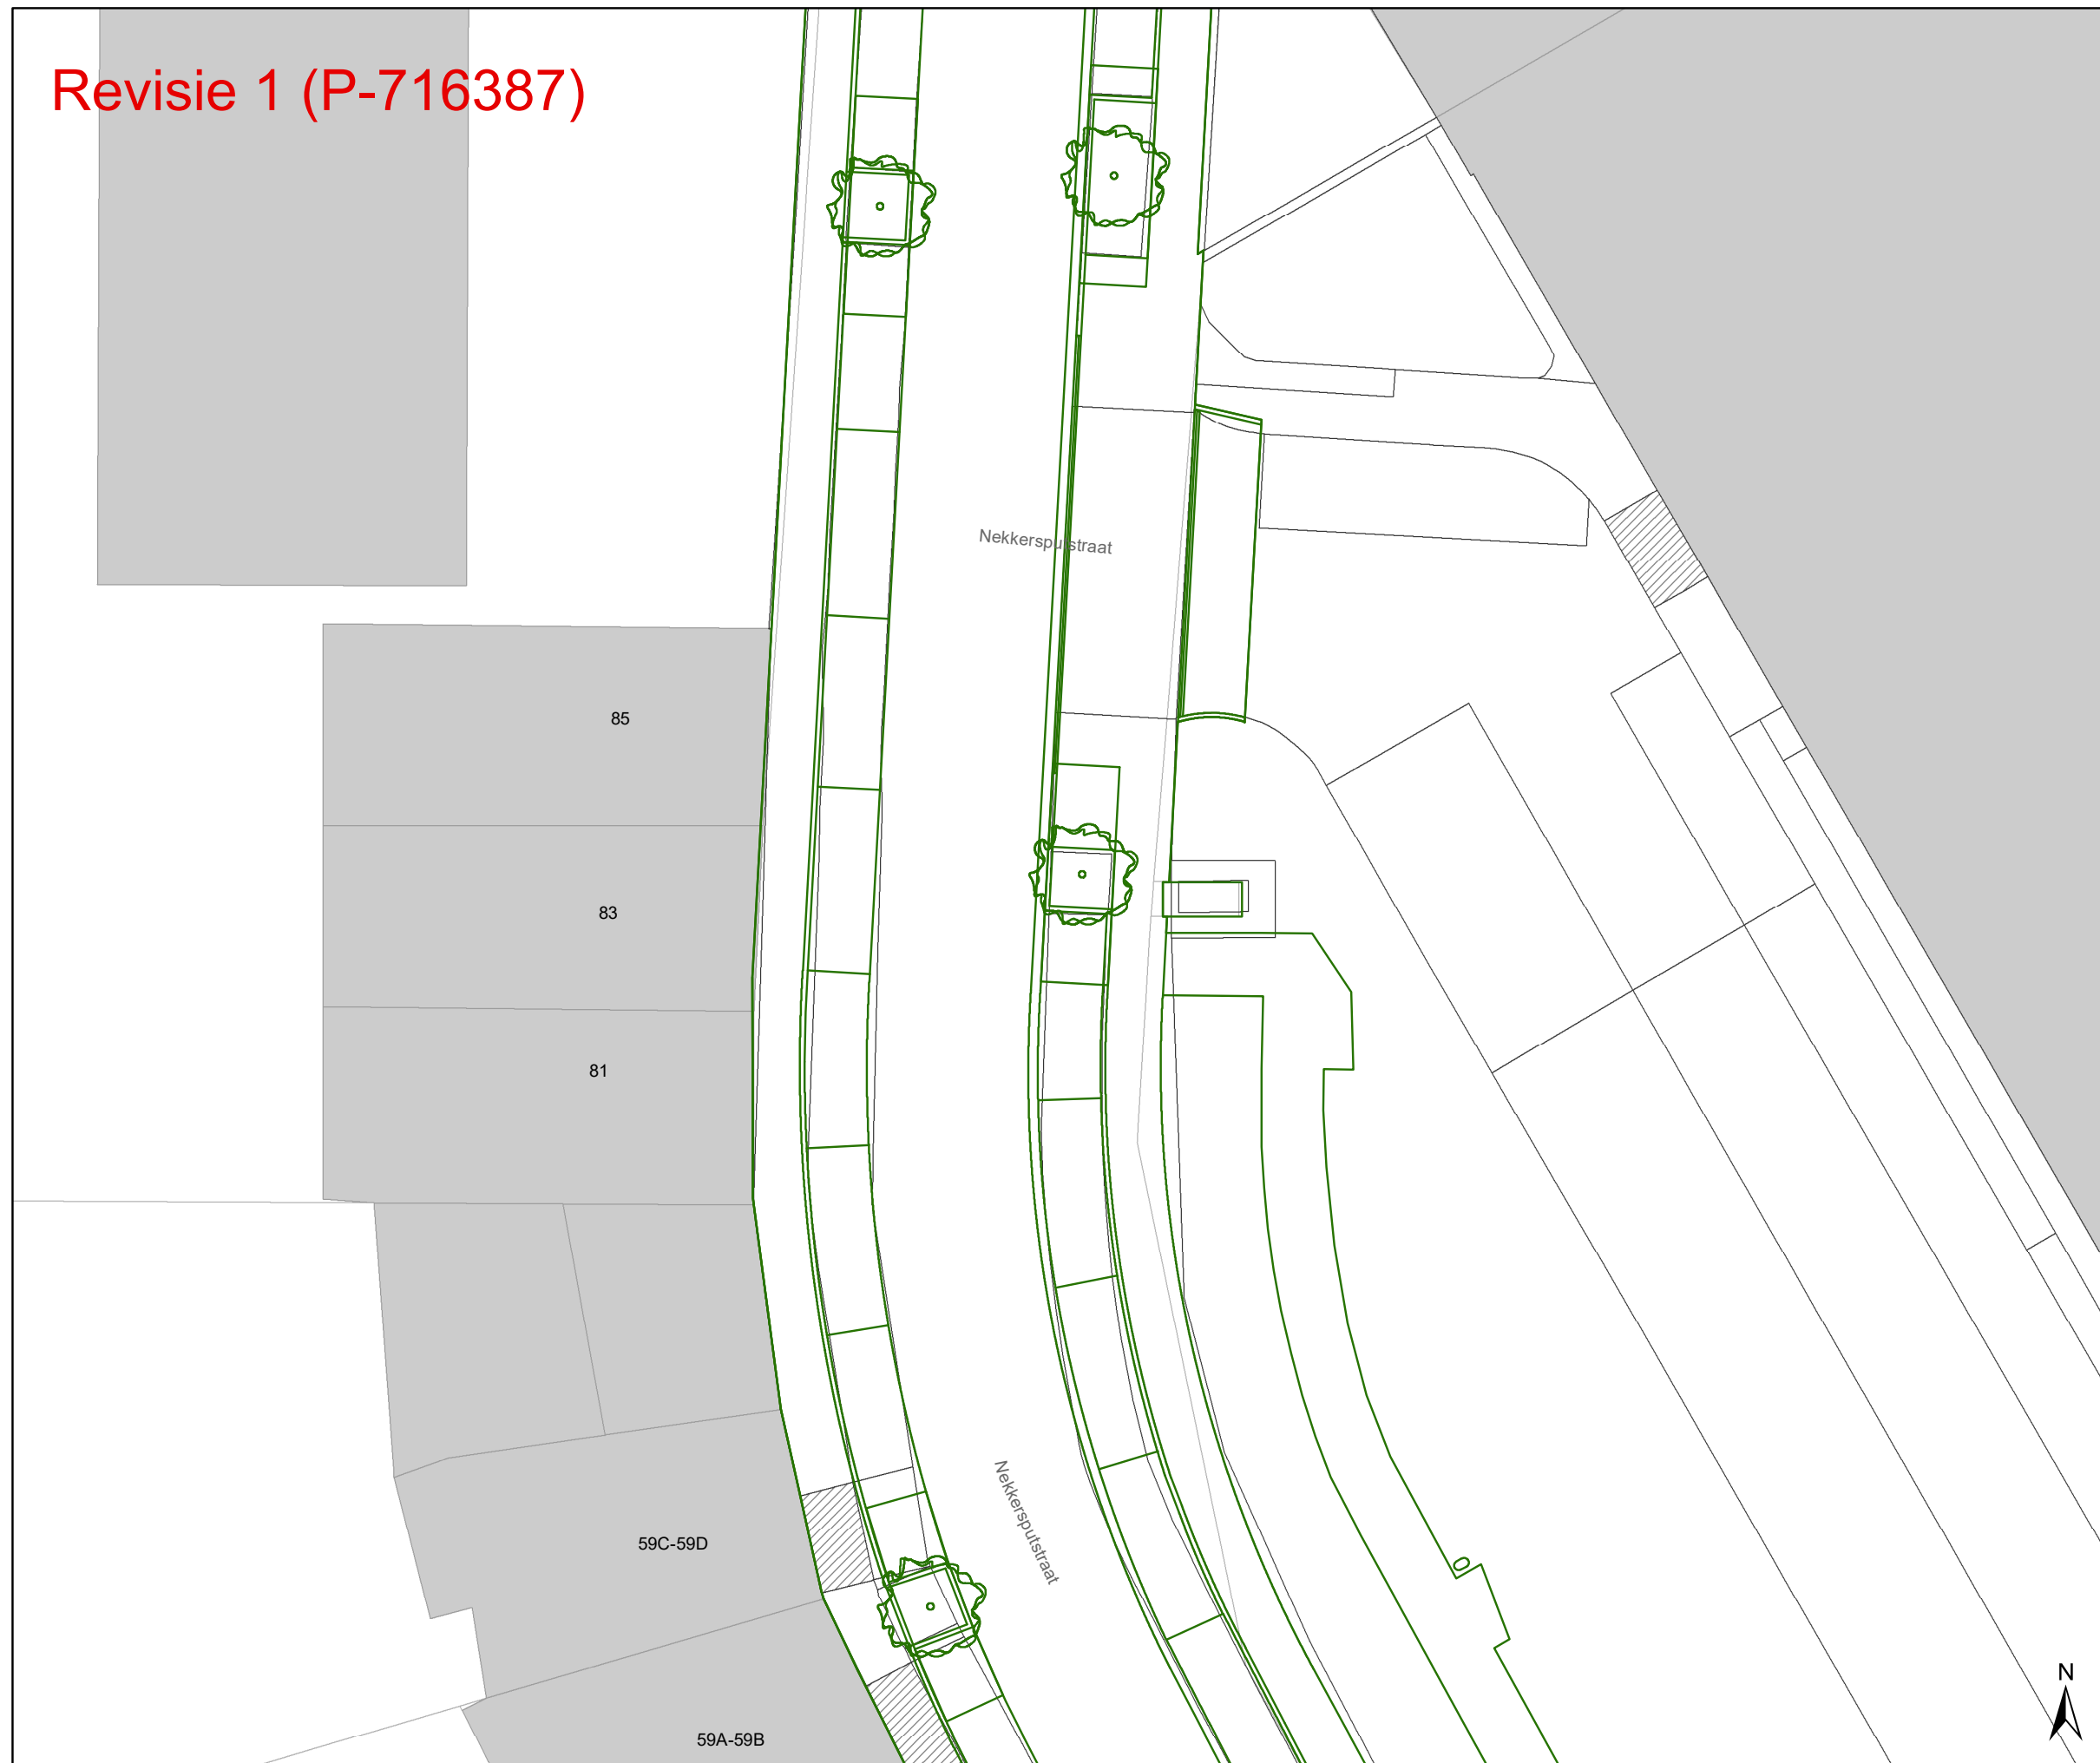 Revisie 1 (P-716387)
Nekkersputstraat
85
83
81
Nekkersputstraat
59C-59D
59A-59B
N